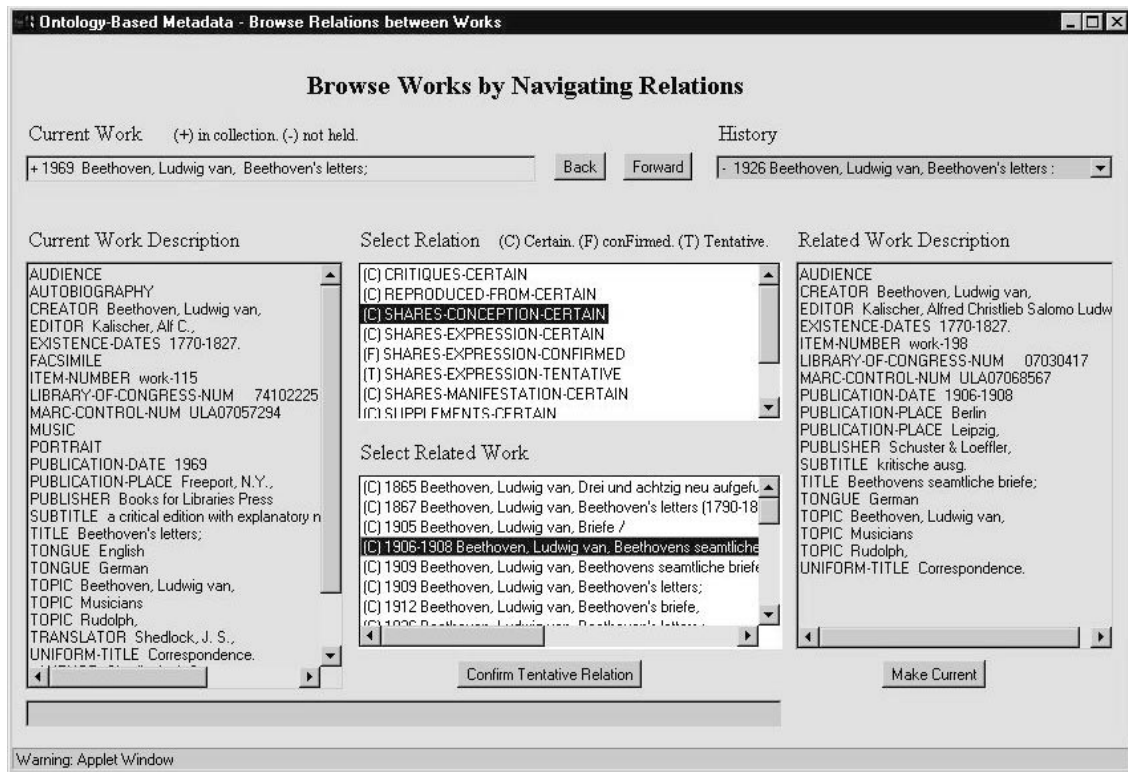 Ontology-Based Metadata - Browse Relations between Works
Browse Works by Navigating Relations
Current Work (+) in collection. (-) not held.
History
+ 1969 Beethoven, Ludwig van, Beethoven's letters;
Back
Forward
- 1926 Beethoven, Ludwig van, Beethoven's letters :
Current Work Description
AUDIENCE
AUTOBIOGRAPHY
CREATOR Beethoven, Ludwig van,
EDITOR Kalischer, Alf C.,
EXISTENCE-DATES 1770-1827.
FACSIMILE
ITEM-NUMBER work-115
LIBRARY-OF-CONGRESS-NUM 74102225
MARC-CONTROL-NUM ULA07057294
MUSIC
PORTRAIT
PUBLICATION-DATE 1969
PUBLICATION-PLACE Freeport, N.Y.,
PUBLISHER Books for Libraries Press
SUBTITLE a critical edition with explanatory n
TITLE Beethoven's letters;
TONGUE English
TONGUE German
TOPIC Beethoven, Ludwig van,
TOPIC Musicians
TOPIC Rudolph,
TRANSLATOR Shedlock, J. S.,
UNIFORM-TITLE Correspondence.
Select Relation (C) Certain. (F) conFirmed. (T) Tentative.
(C) CRITIQUES-CERTAIN
(C) REPRODUCED-FROM-CERTAIN
(C) SHARES-CONCEPTION-CERTAIN
(C) SHARES-EXPRESSION-CERTAIN
(F) SHARES-EXPRESSION-CONFIRMED
(T) SHARES-EXPRESSION-TENTATIVE
(C) SHARES-MANIFESTATION-CERTAIN
(C) SUPPLEMENTS-CERTAIN
Select Related Work
(C) 1865 Beethoven, Ludwig van, Drei und achtzig neu aufgefu
(C) 1867 Beethoven, Ludwig van, Beethoven's letters (1790-18
(C) 1905 Beethoven, Ludwig van, Briefe /
(C) 1906-1908 Beethoven, Ludwig van, Beethovens seamtliche
(C) 1909 Beethoven, Ludwig van, Beethovens seamtliche briefe
(C) 1909 Beethoven, Ludwig van, Beethoven's letters;
(C) 1912 Beethoven, Ludwig van, Beethoven's briefe,
(C) 1926 Beethoven, Ludwig van, Beethoven's letters :
Confirm Tentative Relation
Related Work Description
AUDIENCE
CREATOR Beethoven, Ludwig van,
EDITOR Kalischer, Alfred Christlieb Salomo Ludw
EXISTENCE-DATES 1770-1827.
ITEM-NUMBER work-198
LIBRARY-OF-CONGRESS-NUM 07030417
MARC-CONTROL-NUM ULA07068567
PUBLICATION-DATE 1906-1908
PUBLICATION-PLACE Berlin
PUBLICATION-PLACE Leipzig,
PUBLISHER Schuster & Loeffler,
SUBTITLE kritische ausg.
TITLE Beethovens seamtliche briefe;
TONGUE German
TOPIC Beethoven, Ludwig van,
TOPIC Musicians
TOPIC Rudolph,
UNIFORM-TITLE Correspondence.
Make Current
Warning: Applet Window